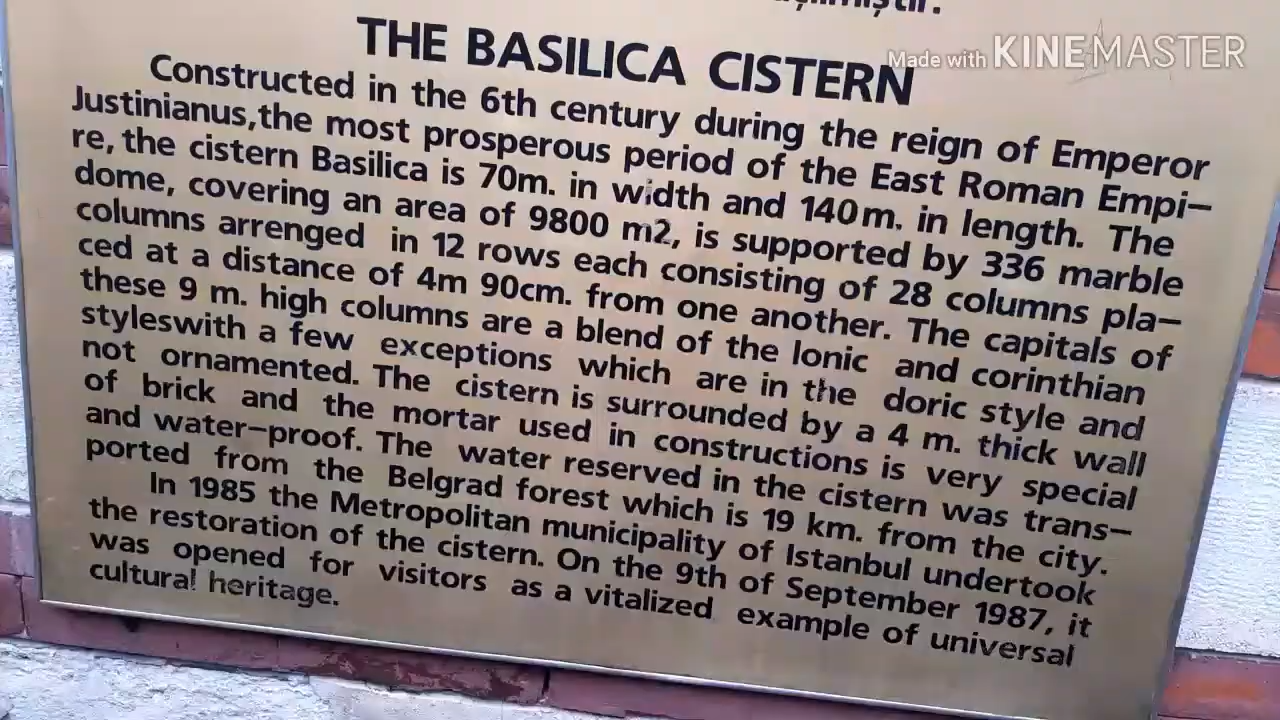 THE BASILICA CISTERN
Made with KINEMASTER
Constructed in the 6th century during the reign of Emperor
Justinianus,the most prosperous period of the East Roman Empi–
re, the cistern Basilica is 70m. in width and 140m. in length. The
dome, covering an area of 9800 m2, is supported by 336 marble
columns arrenged in 12 rows each consisting of 28 columns pla–
ced at a distance of 4m 90cm. from one another. The capitals of
these 9 m. high columns are a blend of the Ionic and corinthian
styleswith a few exceptions which are in the doric style and
not ornamented. The cistern is surrounded by a 4 m. thick wall
of brick and the mortar used in constructions is very special
and water–proof. The water reserved in the cistern was trans–
ported from the Belgrad forest which is 19 km. from the city.
In 1985 the Metropolitan municipality of Istanbul undertook
the restoration of the cistern. On the 9th of September 1987, it
was opened for visitors as a vitalized example of universal
cultural heritage.